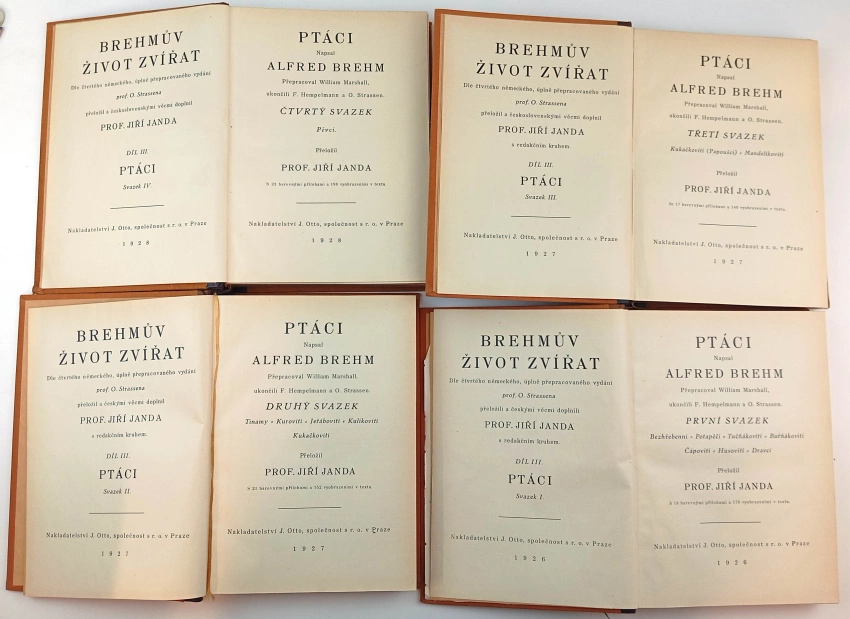 BREHMŮV
ŽIVOT ZVÍŘAT
Dle čtvrtého německého, úplně přepracovaného vydání
prof. O. Strassena
přeložil a československými věcmi doplnil
PROF. JIŘÍ JANDA
DÍL III.
PTÁCI
Svazek IV.
Nakladatelství J. Otto, společnost s r. o. v Praze
1928
PTÁCI
Napsal
ALFRED BREHM
Přepracoval William Marshall,
ukončili F. Hempelmann a O. Strassen.
ČTVRTÝ SVAZEK
Pěvci.
Přeložil
PROF. JIŘÍ JANDA
Nakladatelství J. Otto, společnost s r. o. v Praze
1928
BREHMŮV
ŽIVOT ZVÍŘAT
Dle čtvrtého německého, úplně přepracovaného vydání
prof. O. Strassena
přeložil a československými věcmi doplnil
PROF. JIŘÍ JANDA
s redakčním kruhem.
DÍL III.
PTÁCI
Svazek III.
Nakladatelství J. Otto, společnost s r. o. v Praze
1927
PTÁCI
Napsal
ALFRED BREHM
Přepracoval William Marshall,
ukončili F. Hempelmann a O. Strassen.
TŘETÍ SVAZEK
Kukačkovití (Papoušci) • Mandelíkovití
Přeložil
PROF. JIŘÍ JANDA
Nakladatelství J. Otto, společnost s r. o. v Praze
1927
BREHMŮV
ŽIVOT ZVÍŘAT
Dle čtvrtého německého, úplně přepracovaného vydání
prof. O. Strassena
přeložil a českými věcmi doplnil
PROF. JIŘÍ JANDA
s redakčním kruhem.
DÍL III.
PTÁCI
Svazek II.
Nakladatelství J. Otto, společnost s r. o. v Praze
1927
PTÁCI
Napsal
ALFRED BREHM
Přepracoval William Marshall,
ukončili F. Hempelmann a O. Strassen.
DRUHÝ SVAZEK
Tinamy • Kurovití • Jeřábovití • Kulíkovití
Kukačkovití
Přeložil
PROF. JIŘÍ JANDA
Nakladatelství J. Otto, společnost s r. o. v Praze
1927
BREHMŮV
ŽIVOT ZVÍŘAT
Dle čtvrtého německého, úplně přepracovaného vydání
prof. O. Strassena
přeložili a českými věcmi doplnili
PROF. JIŘÍ JANDA
s redakčním kruhem.
DÍL III.
PTÁCI
Svazek I.
Nakladatelství J. Otto, společnost s r. o. v Praze
1926
PTÁCI
Napsal
ALFRED BREHM
Přepracoval William Marshall,
ukončili F. Hempelmann a O. Strassen.
PRVNÍ SVAZEK
Bezhřebenní • Potápěči • Tučňákovití • Buřňákovití
Čápovití • Husovití • Dravci
Přeložil
PROF. JIŘÍ JANDA
Nakladatelství J. Otto, společnost s r. o. v Praze
1926